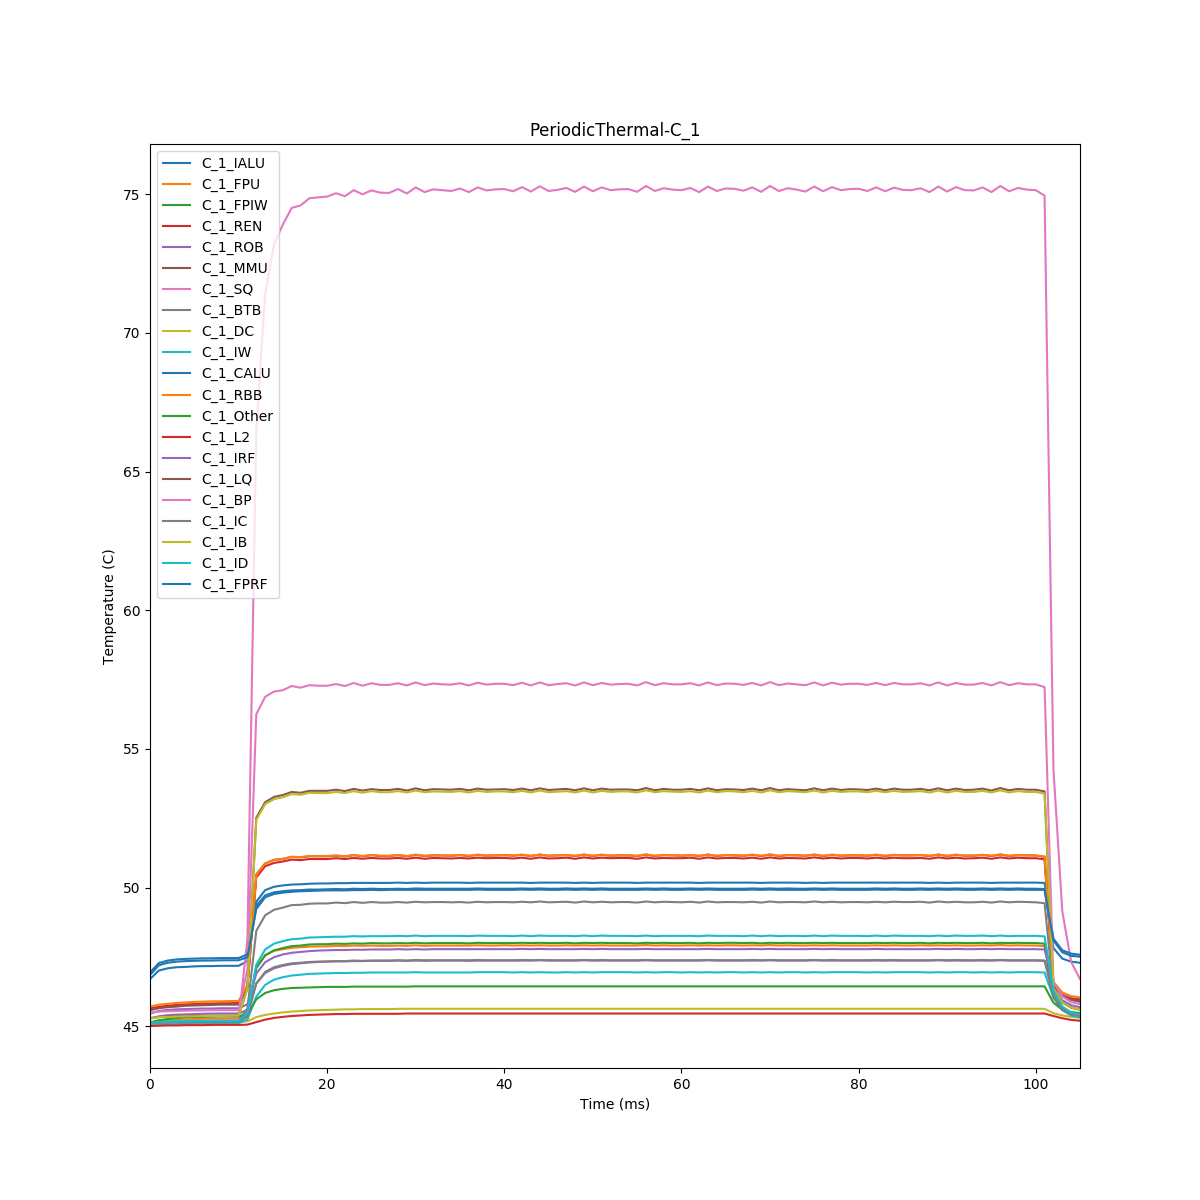 PeriodicThermal-C_1
C_1_IALU
C_1_FPU
C_1_FPIW
C_1_REN
C_1_ROB
C_1_MMU
C_1_SQ
C_1_BTB
C_1_DC
C_1_IW
C_1_CALU
C_1_RBB
C_1_Other
C_1_L2
C_1_IRF
C_1_LQ
C_1_BP
C_1_IC
C_1_IB
C_1_ID
C_1_FPRF
75
70
65
60
55
50
45
Temperature (C)
0 20 40 60 80 100
Time (ms)